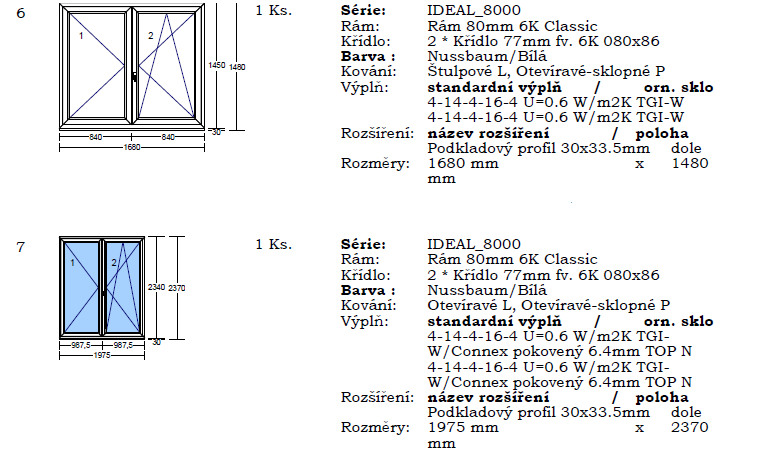 6
1 Ks.
Série: IDEAL_8000
Rám: Rám 80mm 6K Classic
Křídlo: 2 * Křídlo 77mm fv. 6K 080x86
Barva : Nussbaum/Bílá
Kování: Štulpové L, Otevíravé-sklopné P
Výplň: standardní výplň / orn. sklo
4-14-4-16-4 U=0.6 W/m2K TGI-W
4-14-4-16-4 U=0.6 W/m2K TGI-W
Rozšíření: název rozšíření / poloha
Podkladový profil 30x33.5mm dole
Rozměry: 1680 mm x 1480
mm
1 2
1450 1480
30
840 840
1680
7
1 Ks.
Série: IDEAL_8000
Rám: Rám 80mm 6K Classic
Křídlo: 2 * Křídlo 77mm fv. 6K 080x86
Barva : Nussbaum/Bílá
Kování: Otevíravé L, Otevíravé-sklopné P
Výplň: standardní výplň / orn. sklo
4-14-4-16-4 U=0.6 W/m2K TGI-
W/Connex pokovený 6.4mm TOP N
4-14-4-16-4 U=0.6 W/m2K TGI-
W/Connex pokovený 6.4mm TOP N
Rozšíření: název rozšíření / poloha
Podkladový profil 30x33.5mm dole
Rozměry: 1975 mm x 2370
mm
1 2
2340 2370
30
987,5 987,5
1975